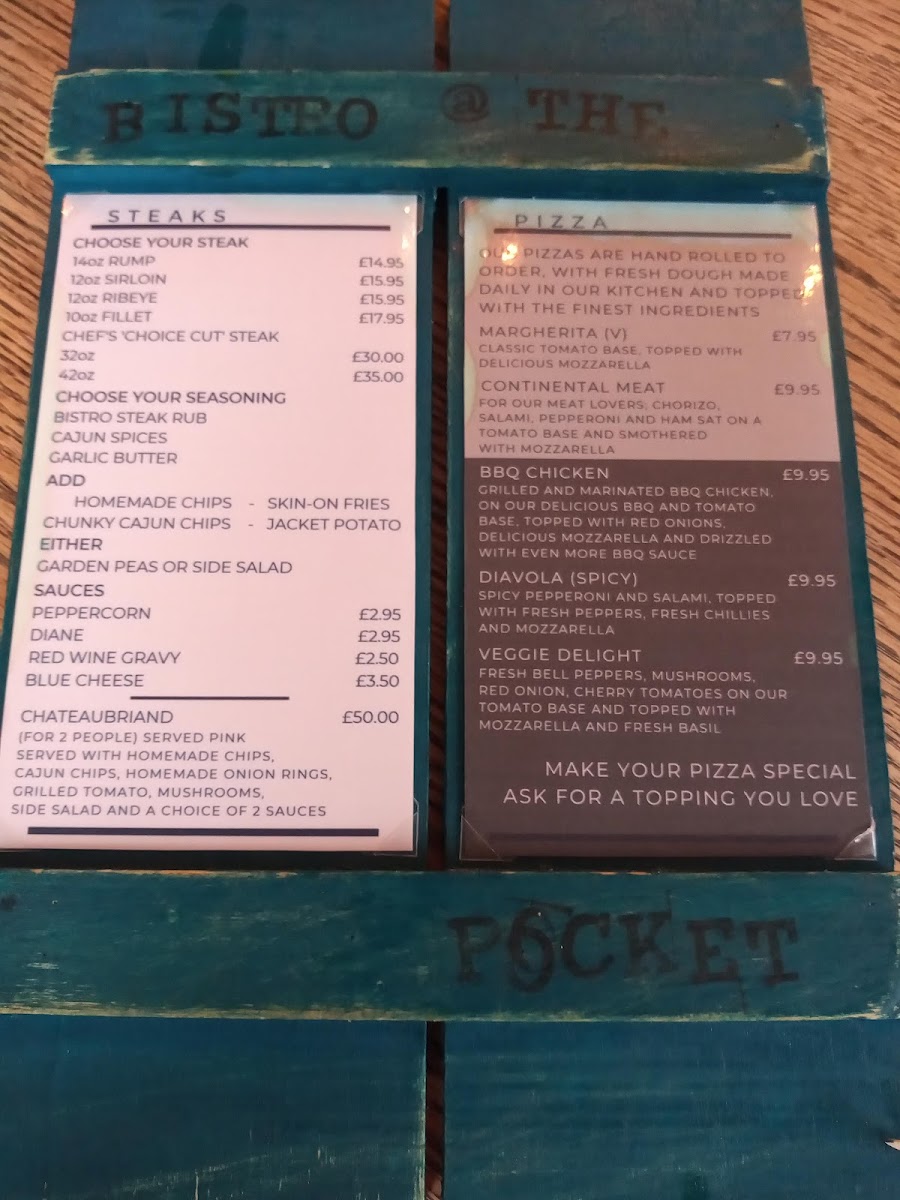 BISTRO @ THE
STEAKS
CHOOSE YOUR STEAK
14oz RUMP £14.95
12oz SIRLOIN £15.95
12oz RIBEYE £15.95
10oz FILLET £17.95
CHEF'S 'CHOICE CUT' STEAK
32oz £30.00
42oz £35.00
CHOOSE YOUR SEASONING
BISTRO STEAK RUB
CAJUN SPICES
GARLIC BUTTER
ADD
HOMEMADE CHIPS - SKIN-ON FRIES
CHUNKY CAJUN CHIPS - JACKET POTATO
EITHER
GARDEN PEAS OR SIDE SALAD
SAUCES
PEPPERCORN £2.95
DIANE £2.95
RED WINE GRAVY £2.50
BLUE CHEESE £3.50
CHATEAUBRIAND £50.00
(FOR 2 PEOPLE) SERVED PINK
SERVED WITH HOMEMADE CHIPS,
CAJUN CHIPS, HOMEMADE ONION RINGS,
GRILLED TOMATO, MUSHROOMS,
SIDE SALAD AND A CHOICE OF 2 SAUCES
PIZZA
OUR PIZZAS ARE HAND ROLLED TO
ORDER, WITH FRESH DOUGH MADE
DAILY IN OUR KITCHEN AND TOPPED
WITH THE FINEST INGREDIENTS
MARGHERITA (V) £7.95
CLASSIC TOMATO BASE, TOPPED WITH
DELICIOUS MOZZARELLA
CONTINENTAL MEAT £9.95
FOR OUR MEAT LOVERS; CHORIZO,
SALAMI, PEPPERONI AND HAM SAT ON A
TOMATO BASE AND SMOTHERED
WITH MOZZARELLA
BBQ CHICKEN £9.95
GRILLED AND MARINATED BBQ CHICKEN,
ON OUR DELICIOUS BBQ AND TOMATO
BASE, TOPPED WITH RED ONIONS,
DELICIOUS MOZZARELLA AND DRIZZLED
WITH EVEN MORE BBQ SAUCE
DIAVOLA (SPICY) £9.95
SPICY PEPPERONI AND SALAMI, TOPPED
WITH FRESH PEPPERS, FRESH CHILLIES
AND MOZZARELLA
VEGGIE DELIGHT £9.95
FRESH BELL PEPPERS, MUSHROOMS,
RED ONION, CHERRY TOMATOES ON OUR
TOMATO BASE AND TOPPED WITH
MOZZARELLA AND FRESH BASIL
MAKE YOUR PIZZA SPECIAL
ASK FOR A TOPPING YOU LOVE
POCKET